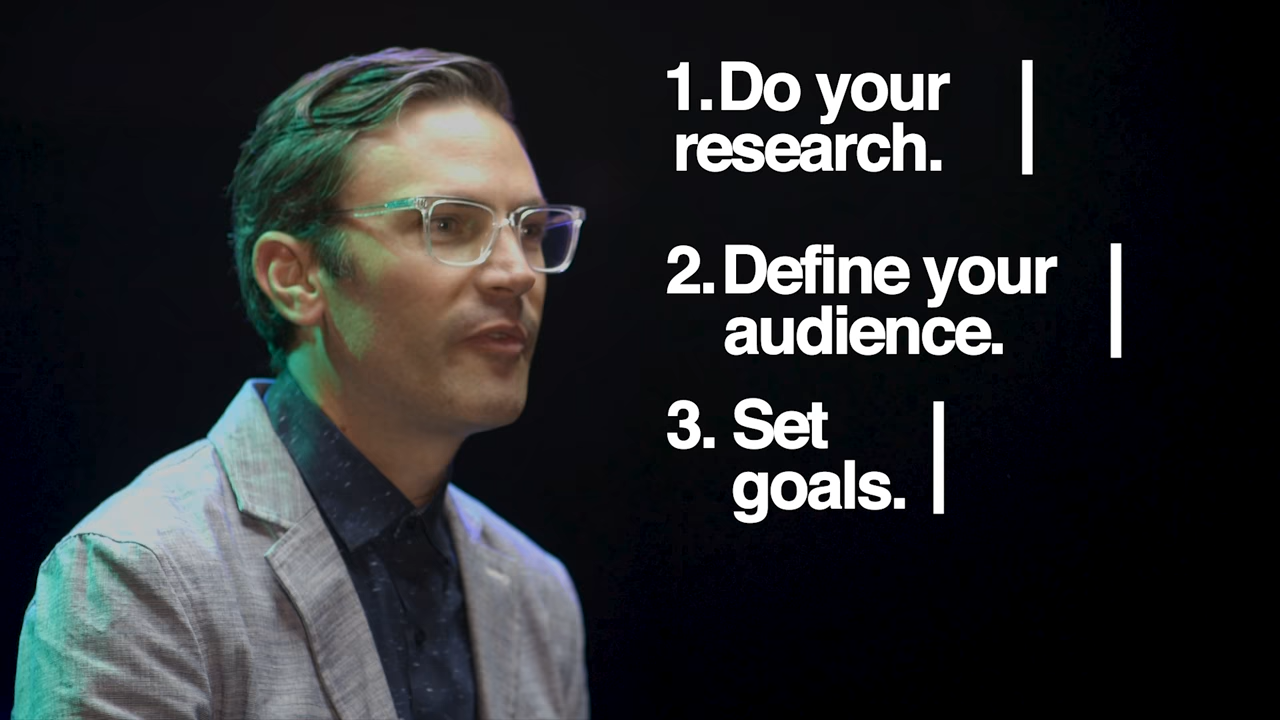 1. Do your
research.
2. Define your
audience.
3. Set
goals.